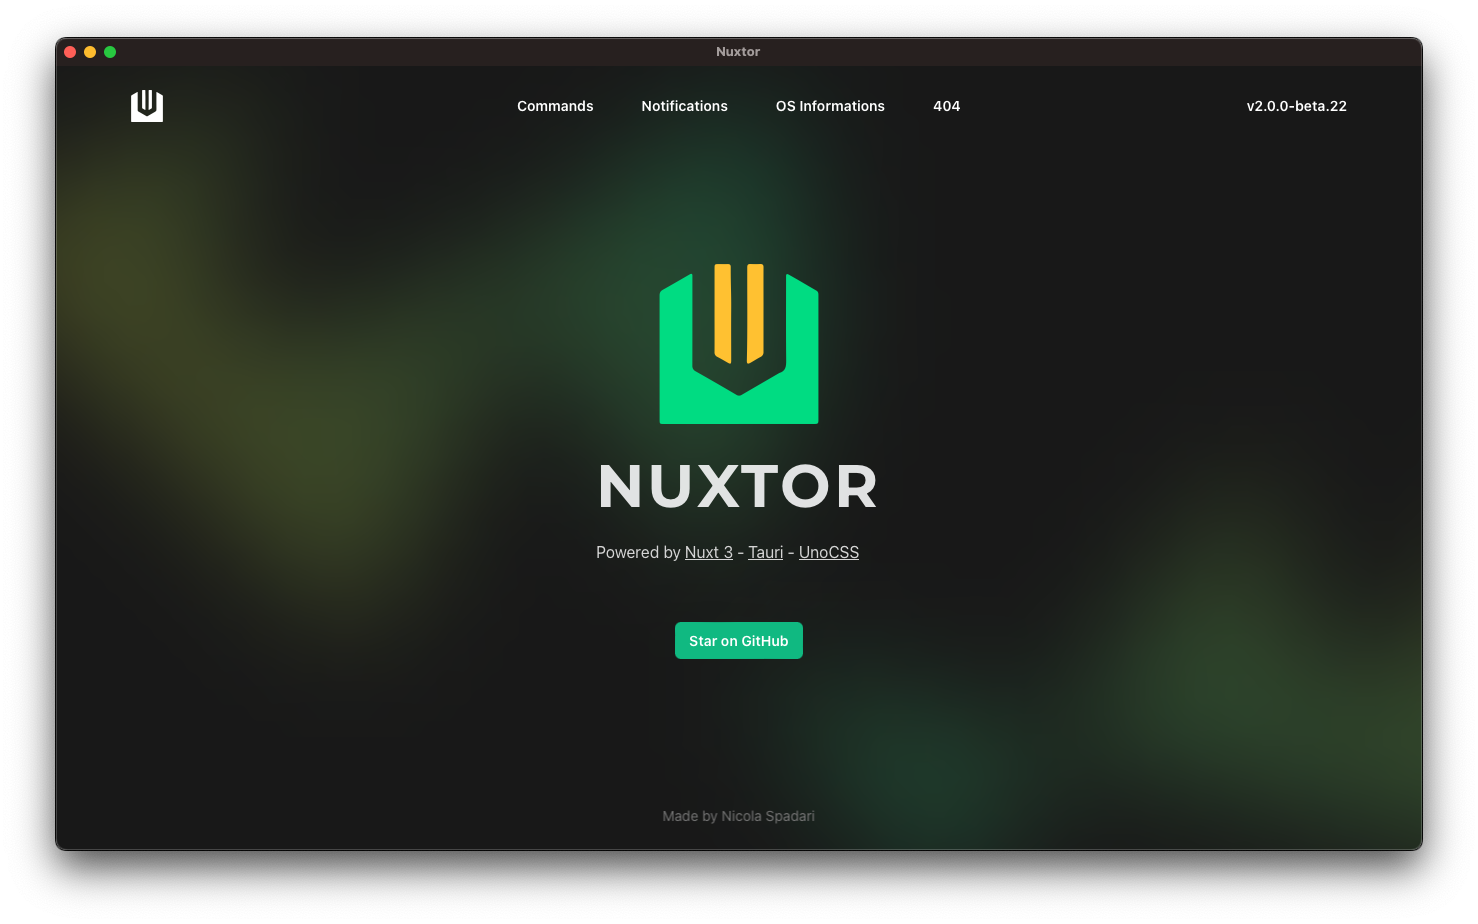 Nuxtor
Commands Notifications OS Informations 404 v2.0.0-beta.22
NUXTOR
Powered by Nuxt 3 - Tauri - UnoCSS
Star on GitHub
Made by Nicola Spadari